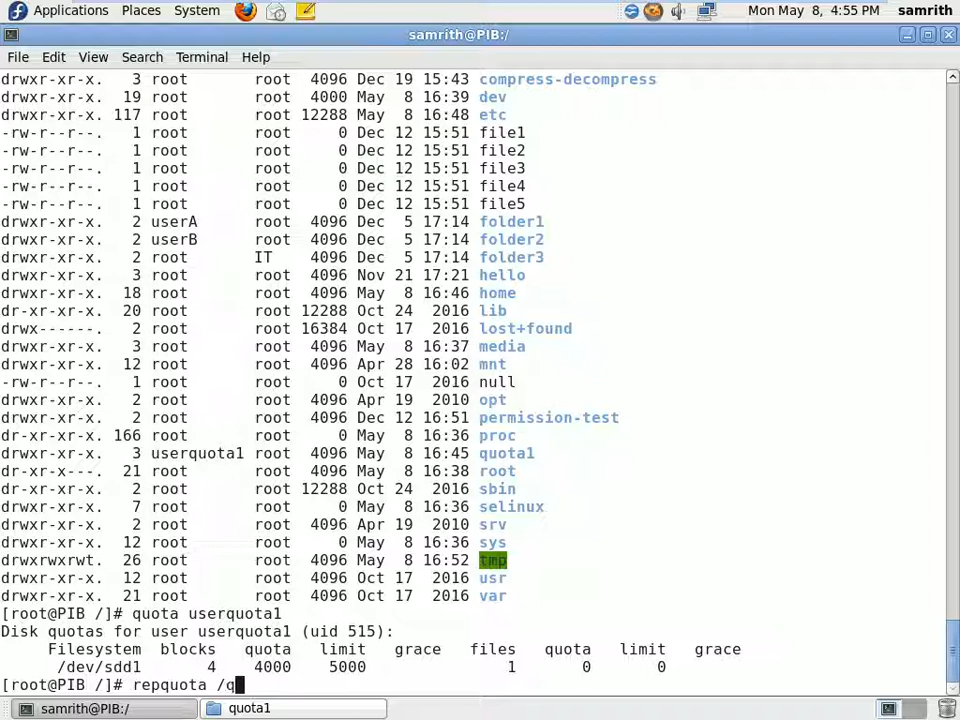 Applications Places System Mon May 8, 4:55 PM samrith
samrith@PIB:/
File Edit View Search Terminal Help
drwxr-xr-x. 3 root root 4096 Dec 19 15:43 compress-decompress
drwxr-xr-x. 19 root root 4000 May 8 16:39 dev
drwxr-xr-x. 117 root root 12288 May 8 16:48 etc
-rw-r--r--. 1 root root 0 Dec 12 15:51 file1
-rw-r--r--. 1 root root 0 Dec 12 15:51 file2
-rw-r--r--. 1 root root 0 Dec 12 15:51 file3
-rw-r--r--. 1 root root 0 Dec 12 15:51 file4
-rw-r--r--. 1 root root 0 Dec 12 15:51 file5
drwxr-xr-x. 2 userA root 4096 Dec 5 17:14 folder1
drwxr-xr-x. 2 userB root 4096 Dec 5 17:14 folder2
drwxr-xr-x. 2 root IT 4096 Dec 5 17:14 folder3
drwxr-xr-x. 3 root root 4096 Nov 21 17:21 hello
drwxr-xr-x. 18 root root 4096 May 8 16:46 home
dr-xr-xr-x. 20 root root 12288 Oct 24 2016 lib
drwx------. 2 root root 16384 Oct 17 2016 lost+found
drwxr-xr-x. 3 root root 4096 May 8 16:37 media
drwxr-xr-x. 12 root root 4096 Apr 28 16:02 mnt
-rw-r--r--. 1 root root 0 Oct 17 2016 null
drwxr-xr-x. 2 root root 4096 Apr 19 2010 opt
drwxr-xr-x. 2 root root 4096 Dec 12 16:51 permission-test
dr-xr-xr-x. 166 root root 0 May 8 16:36 proc
drwxr-xr-x. 3 userquota1 root 4096 May 8 16:45 quota1
dr-xr-x---. 21 root root 4096 May 8 16:38 root
dr-xr-xr-x. 2 root root 12288 Oct 24 2016 sbin
drwxr-xr-x. 7 root root 0 May 8 16:36 selinux
drwxr-xr-x. 2 root root 4096 Apr 19 2010 srv
drwxr-xr-x. 12 root root 0 May 8 16:36 sys
drwxrwxrwt. 26 root root 4096 May 8 16:52 tmp
drwxr-xr-x. 12 root root 4096 Oct 17 2016 usr
drwxr-xr-x. 21 root root 4096 Oct 17 2016 var
[root@PIB /]# quota userquota1
Disk quotas for user userquota1 (uid 515):
Filesystem blocks quota limit grace files quota limit grace
/dev/sdd1 4 4000 5000 1 0 0
[root@PIB /]# repquota /q
samrith@PIB:/ quota1